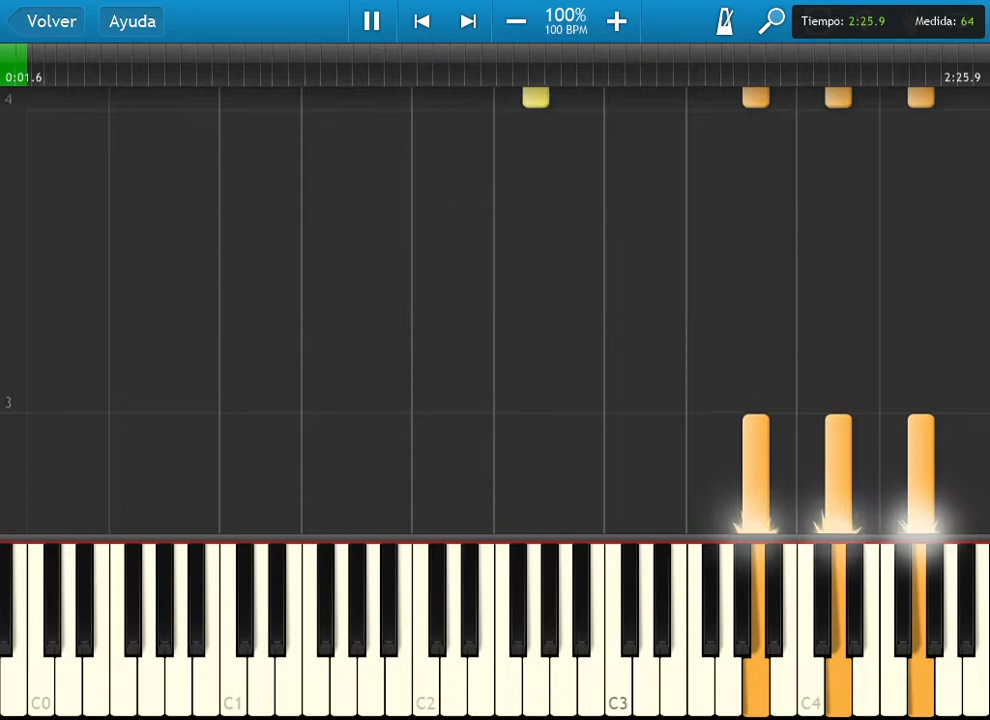 Volver
Ayuda
100%
100 BPM
Tiempo: 2:25.9
Medida: 64
0:01.6
2:25.9
4
3
C0
C1
C2
C3
C4